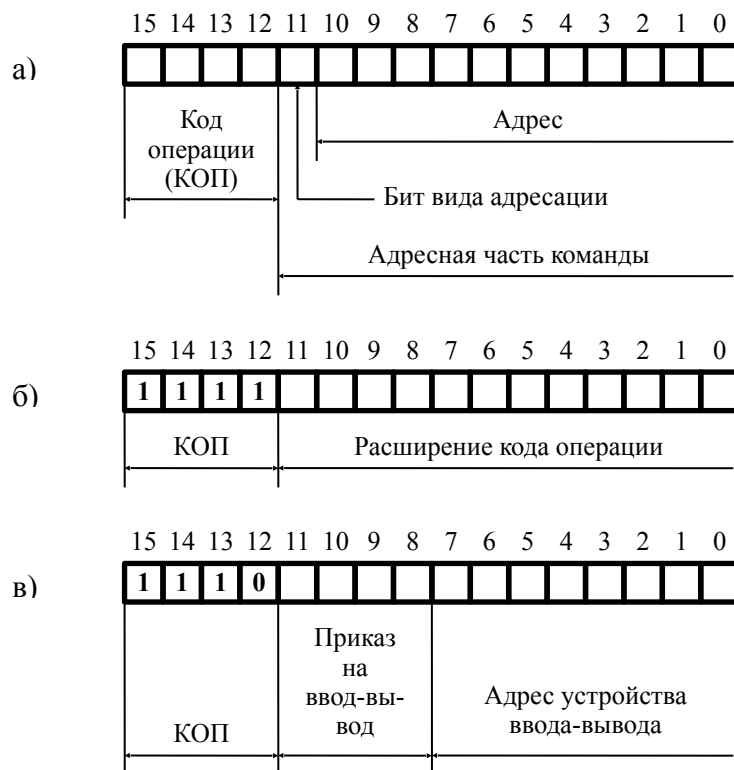 15 14 13 12 11 10 9 8 7 6 5 4 3 2 1 0
а)
Код
операции
(КОП)
Адрес
Бит вида адресации
Адресная часть команды
15 14 13 12 11 10 9 8 7 6 5 4 3 2 1 0
б)
1 1 1 1
КОП
Расширение кода операции
15 14 13 12 11 10 9 8 7 6 5 4 3 2 1 0
в)
1 1 1 0
КОП
Приказ
на
ввод-вы-
вод
Адрес устройства
ввода-вывода